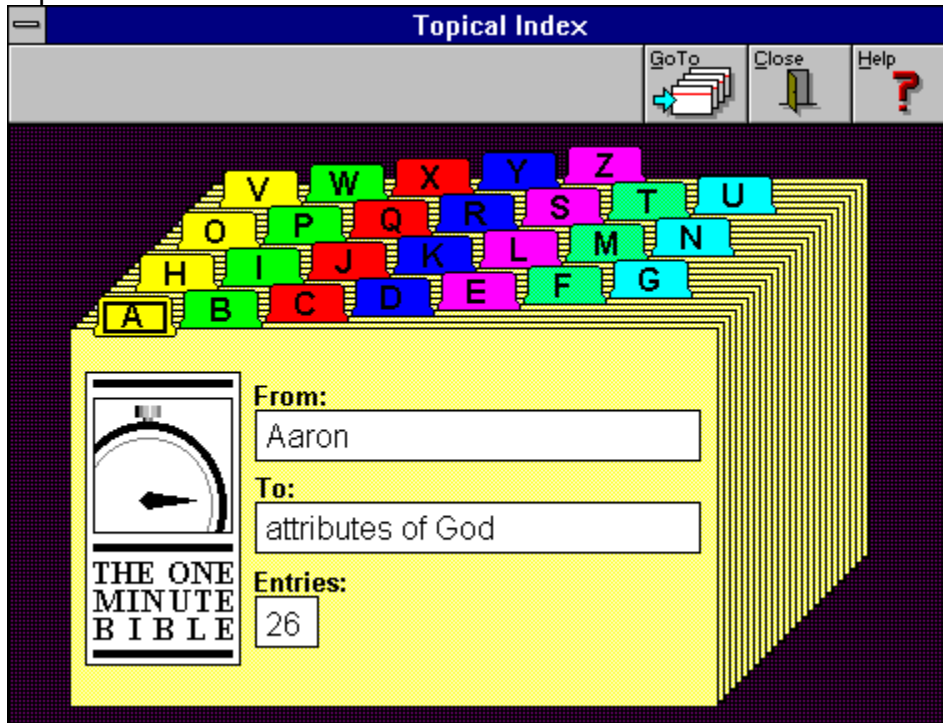 Topical Index
GoTo Close Help
V W X Y Z
O P Q R S T U
H I J K L M N
A B C D E F G
From:
Aaron
To:
attributes of God
Entries:
26
THE ONE
MINUTE
BIBLE